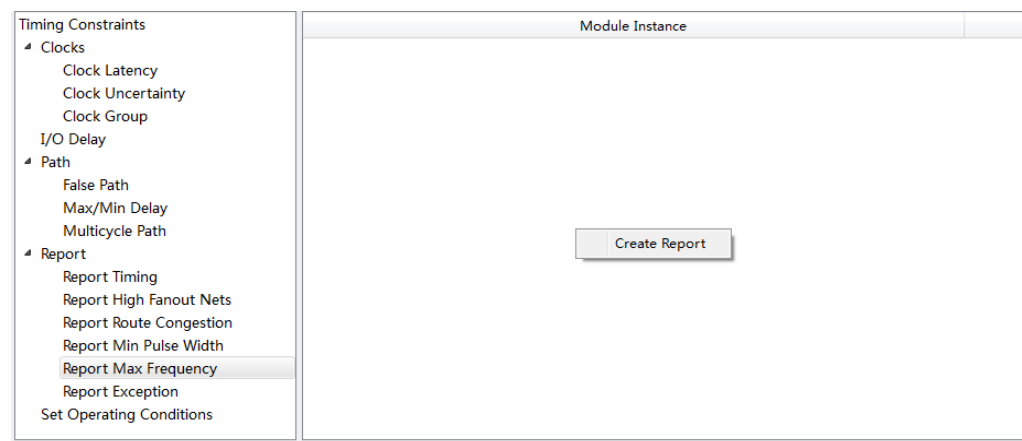 Timing Constraints
Clocks
Clock Latency
Clock Uncertainty
Clock Group
I/O Delay
Path
False Path
Max/Min Delay
Multicycle Path
Report
Report Timing
Report High Fanout Nets
Report Route Congestion
Report Min Pulse Width
Report Max Frequency
Report Exception
Set Operating Conditions
Module Instance
Create Report